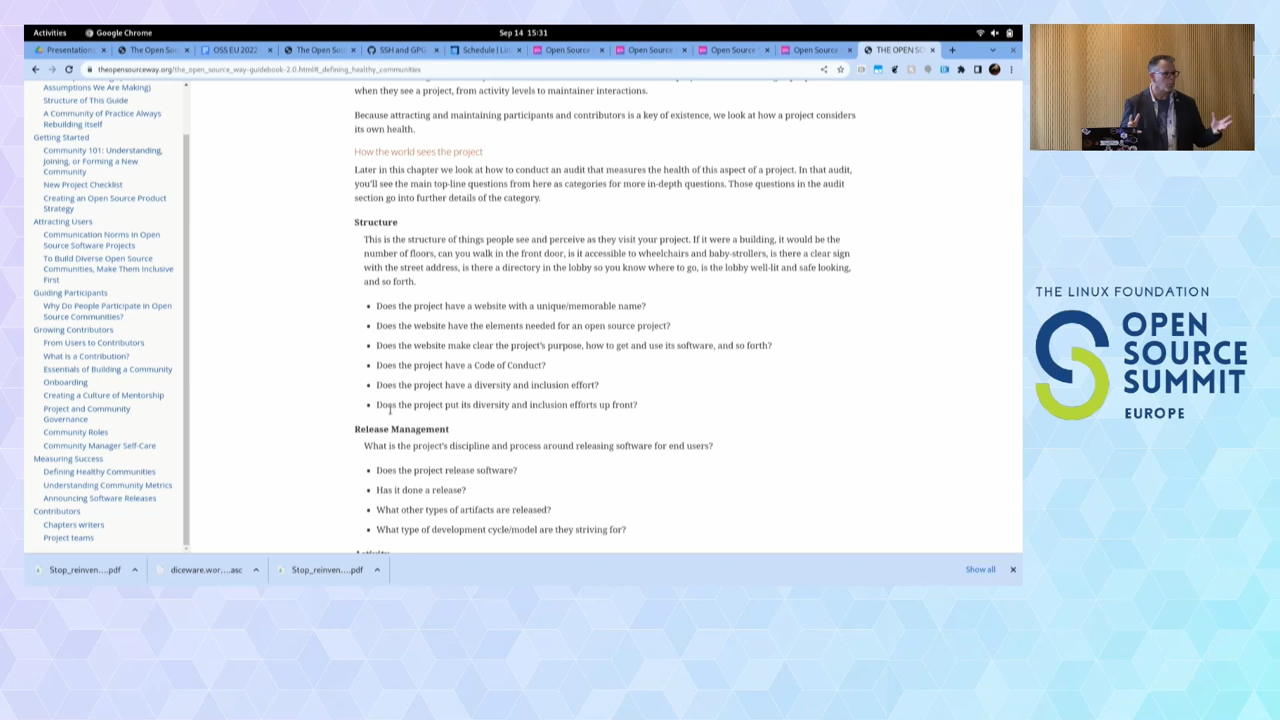 Activities
Google Chrome
Sep 14 15:31
Presentation
The Open So
OSS EU 2022
The Open Sou
SSH and GPG
Schedule | Lin
Open Source
Open Source
Open Source
Open Source
THE OPEN SO
theopensourceway.org/the_open_source_way-guidebook-2.0.html#_defining_healthy_communities
Assumptions We Are Making)
Structure of This Guide
A Community of Practice Always
Rebuilding Itself
Getting Started
Community 101: Understanding,
Joining, or Forming a New
Community
New Project Checklist
Creating an Open Source Product
Strategy
Attracting Users
Communication Norms in Open
Source Software Projects
To Build Diverse Open Source
Communities, Make Them Inclusive
First
Guiding Participants
Why Do People Participate in Open
Source Communities?
Growing Contributors
From Users to Contributors
What Is a Contribution?
Essentials of Building a Community
Onboarding
Creating a Culture of Mentorship
Project and Community
Governance
Community Roles
Community Manager Self-Care
Measuring Success
Defining Healthy Communities
Understanding Community Metrics
Announcing Software Releases
Contributors
Chapters writers
Project teams
when they see a project, from activity levels to maintainer interactions.
Because attracting and maintaining participants and contributors is a key of existence, we look at how a project considers
its own health.
How the world sees the project
Later in this chapter we look at how to conduct an audit that measures the health of this aspect of a project. In that audit,
you'll see the main top-line questions from here as categories for more in-depth questions. Those questions in the audit
section go into further details of the category.
Structure
This is the structure of things people see and perceive as they visit your project. If it were a building, it would be the
number of floors, can you walk in the front door, is it accessible to wheelchairs and baby-strollers, is there a clear sign
with the street address, is there a directory in the lobby so you know where to go, is the lobby well-lit and safe looking,
and so forth.
• Does the project have a website with a unique/memorable name?
• Does the website have the elements needed for an open source project?
• Does the website make clear the project's purpose, how to get and use its software, and so forth?
• Does the project have a Code of Conduct?
• Does the project have a diversity and inclusion effort?
• Does the project put its diversity and inclusion efforts up front?
Release Management
What is the project's discipline and process around releasing software for end users?
• Does the project release software?
• Has it done a release?
• What other types of artifacts are released?
• What type of development cycle/model are they striving for?
Stop_reinven....pdf
diceware.wor....asc
Stop_reinven....pdf
Show all
THE LINUX FOUNDATION
OPEN
SOURCE
SUMMIT
EUROPE